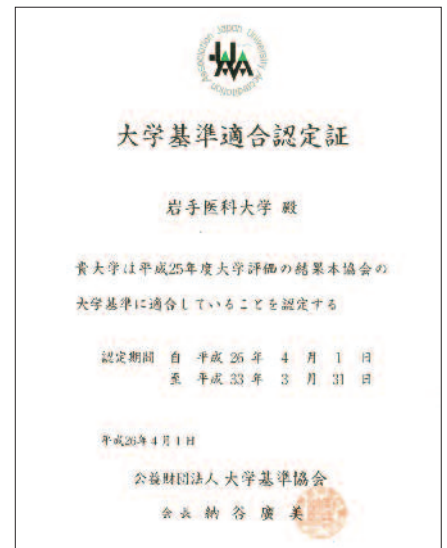 Japan University Accreditation Association
大学基準適合認定証
岩手医科大学 殿
貴大学は平成25年度大学評価の結果本協会の
大学基準に適合していることを認定する
認定期間 自 平成 26 年 4 月 1 日
至 平成 33 年 3 月 31 日
平成26年4月1日
公益財団法人 大学基準協会
会長 納谷廣美